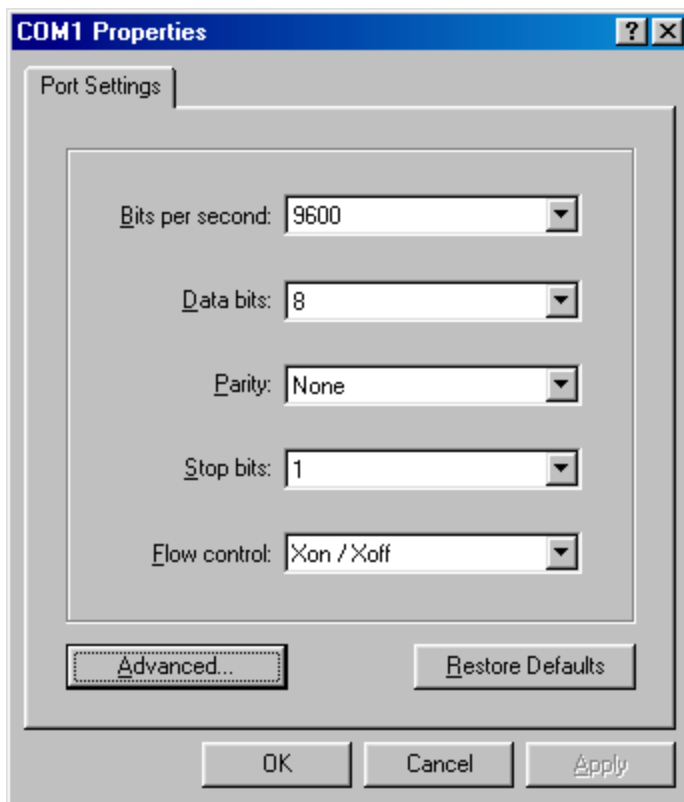 COM1 Properties
Port Settings
Bits per second: 9600
Data bits: 8
Parity: None
Stop bits: 1
Flow control: Xon / Xoff
Advanced... Restore Defaults
OK Cancel Apply